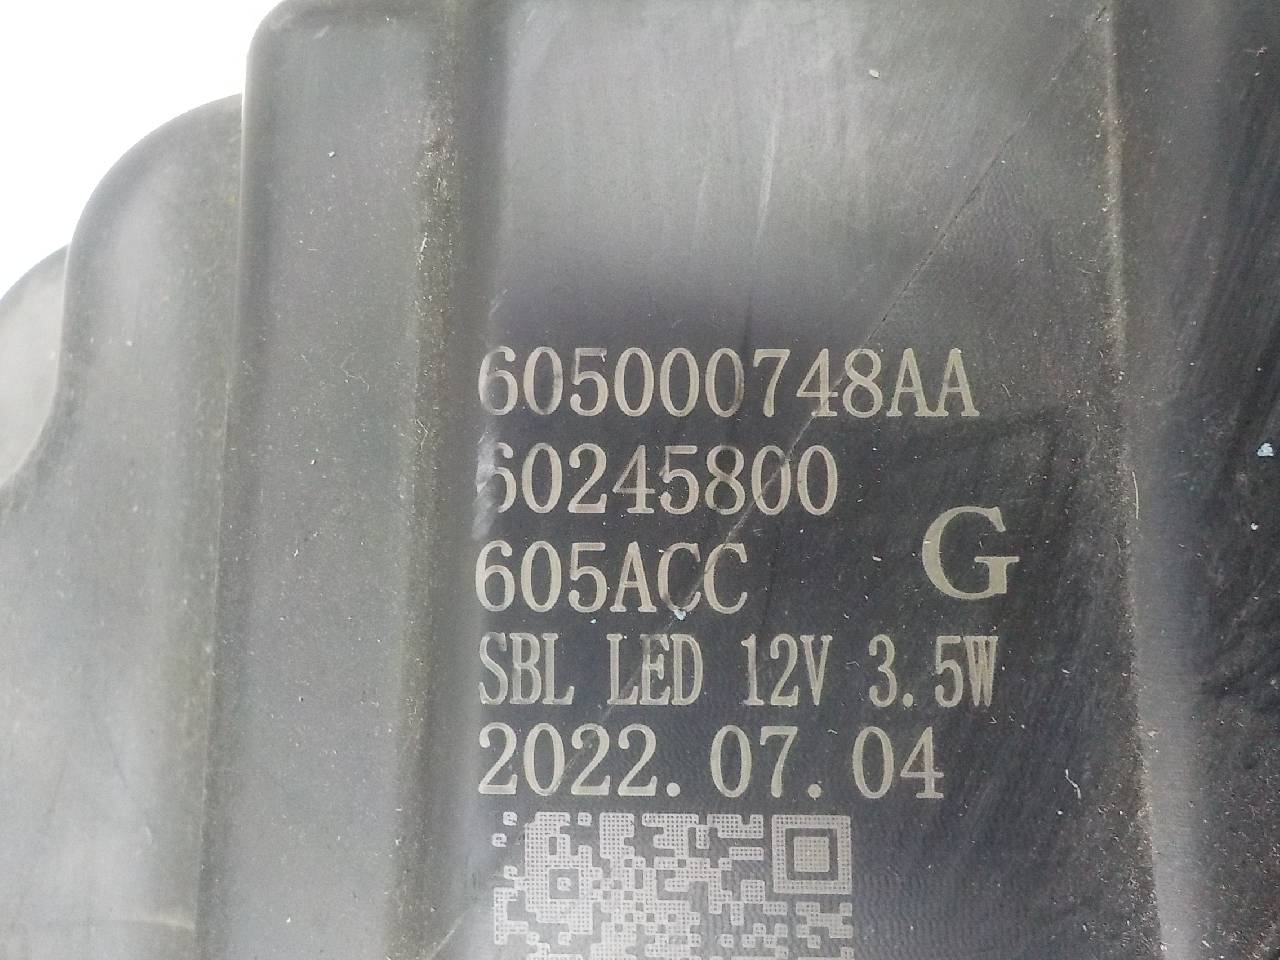 605000748AA
60245800
605ACC
G
SBL LED 12V 3.5W
2022.07.04